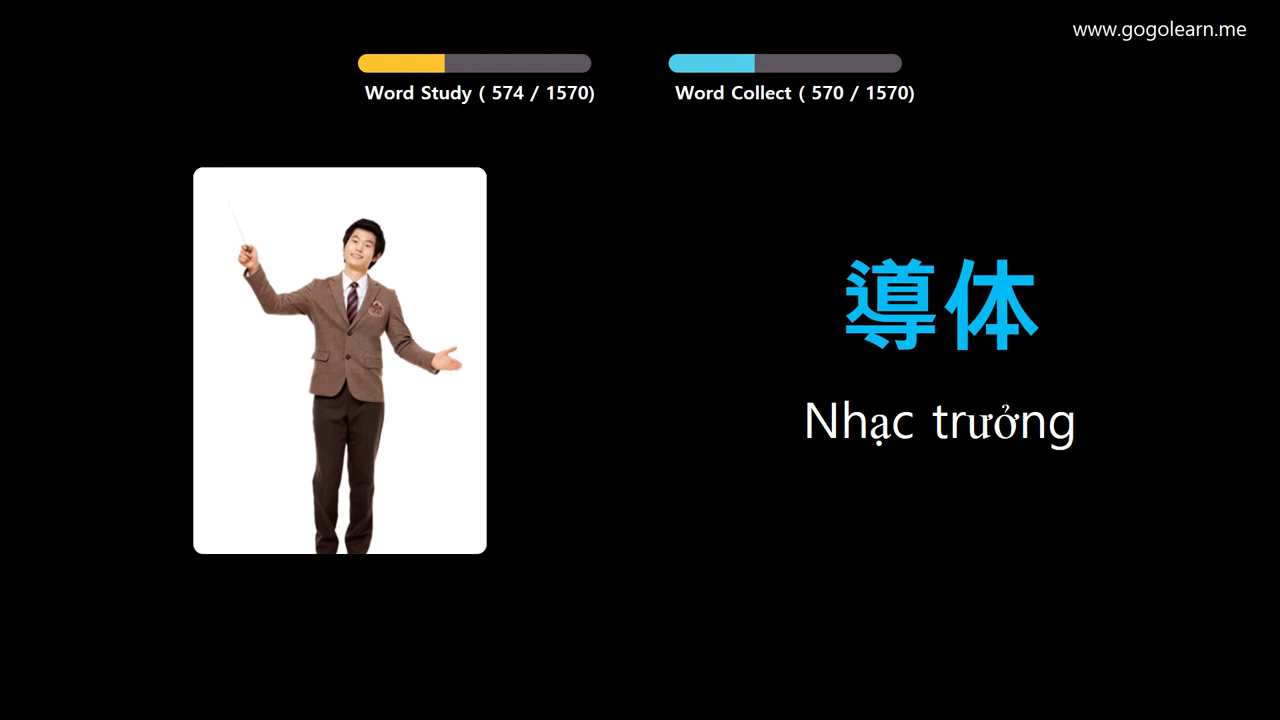 www.gogolearn.me
Word Study ( 574 / 1570)
Word Collect ( 570 / 1570)
導体
Nhạc trưởng